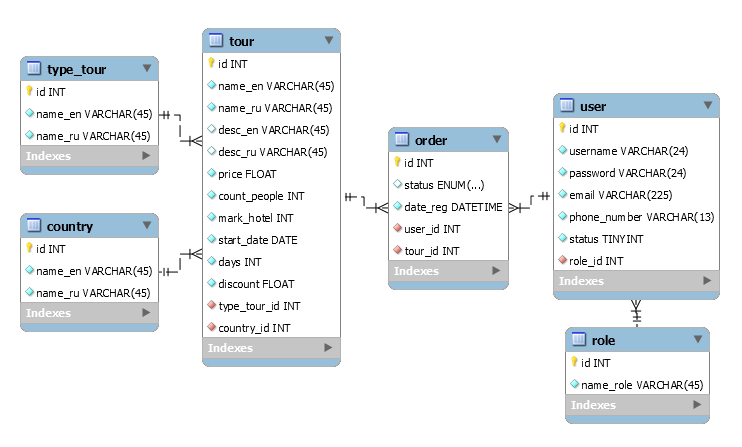 type_tour
id INT
name_en VARCHAR(45)
name_ru VARCHAR(45)
Indexes
country
id INT
name_en VARCHAR(45)
name_ru VARCHAR(45)
Indexes
tour
id INT
name_en VARCHAR(45)
name_ru VARCHAR(45)
desc_en VARCHAR(45)
desc_ru VARCHAR(45)
price FLOAT
count_people INT
mark_hotel INT
start_date DATE
days INT
discount FLOAT
type_tour_id INT
country_id INT
Indexes
order
id INT
status ENUM(...)
date_reg DATETIME
user_id INT
tour_id INT
Indexes
user
id INT
username VARCHAR(24)
password VARCHAR(24)
email VARCHAR(225)
phone_number VARCHAR(13)
status TINYINT
role_id INT
Indexes
role
id INT
name_role VARCHAR(45)
Indexes